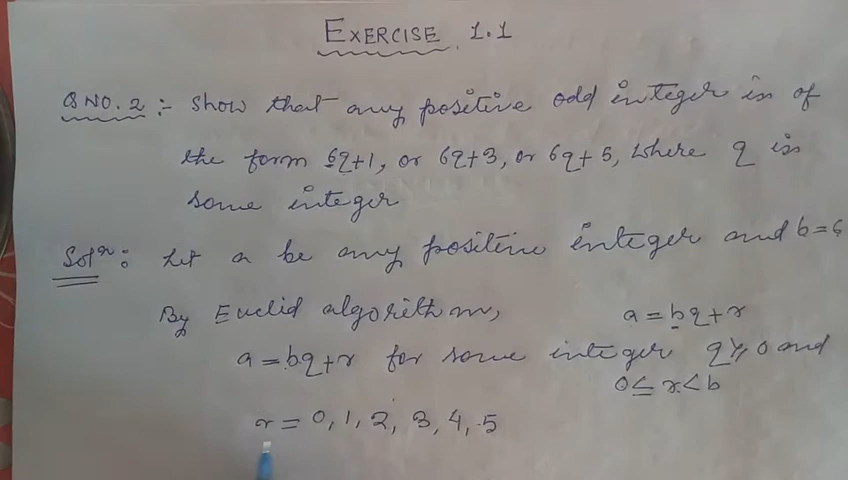 EXERCISE 1.1
Q NO. 2 :- Show that any positive odd integer is of
the form 6q+1, or 6q+3, or 6q+5, where q is
some integer
Solⁿ: Let a be any positive integer and b=6
By Euclid algorithm, a=bq+r
a=bq+r for some integer q≥0 and
0≤r<b
r=0,1,2,3,4,5